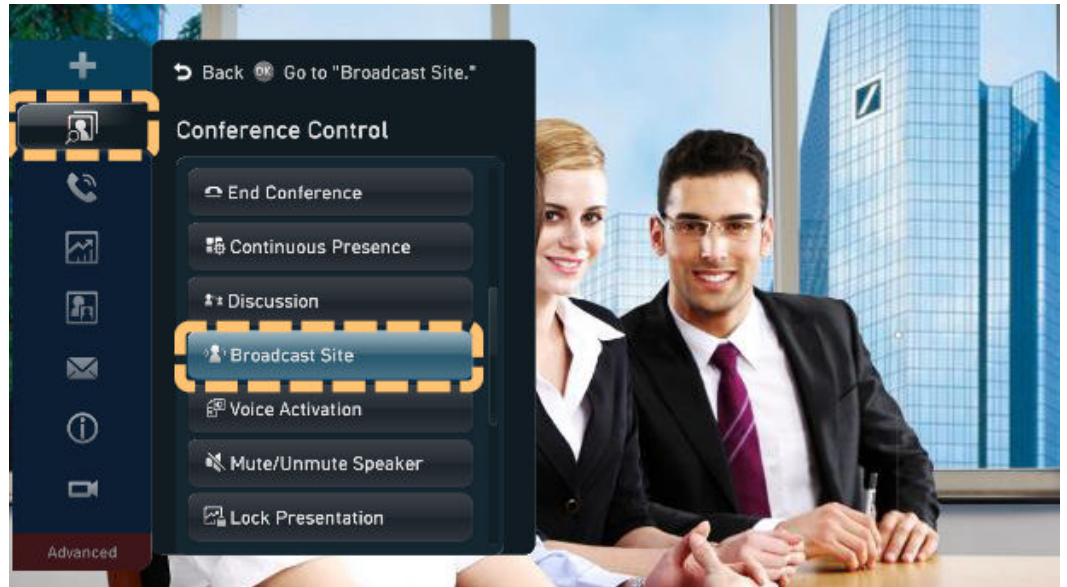 Back OK Go to "Broadcast Site."
Conference Control
End Conference
Continuous Presence
Discussion
Broadcast Site
Voice Activation
Mute/Unmute Speaker
Lock Presentation
Advanced